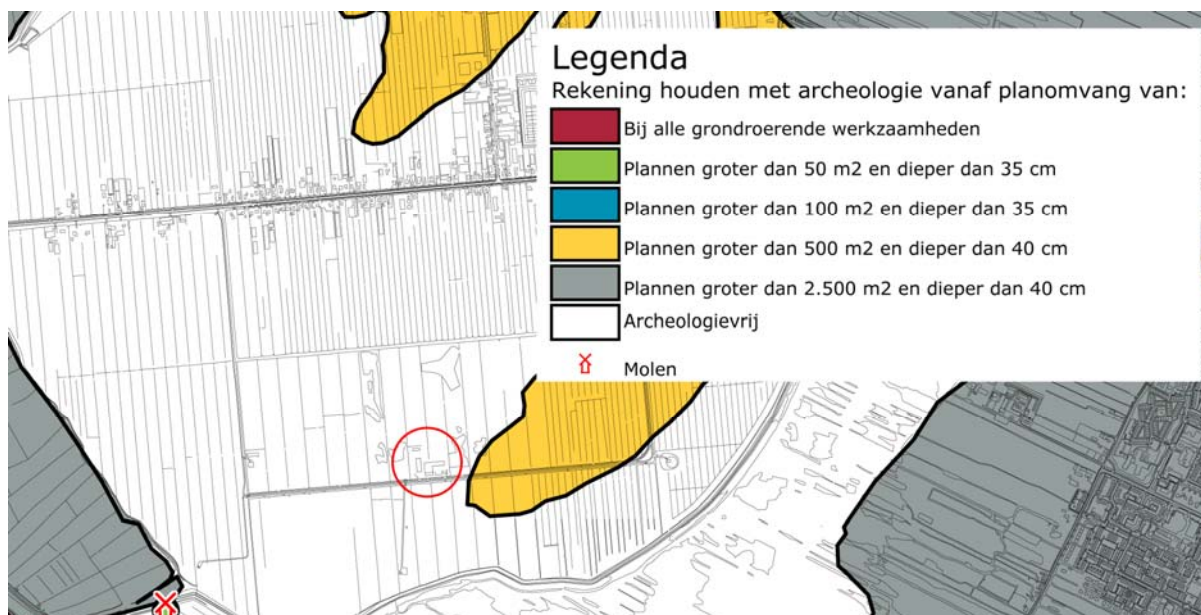 Legenda
Rekening houden met archeologie vanaf planomvang van:
Bij alle grondroerende werkzaamheden
Plannen groter dan 50 m2 en dieper dan 35 cm
Plannen groter dan 100 m2 en dieper dan 35 cm
Plannen groter dan 500 m2 en dieper dan 40 cm
Plannen groter dan 2.500 m2 en dieper dan 40 cm
Archeologievrij
Molen